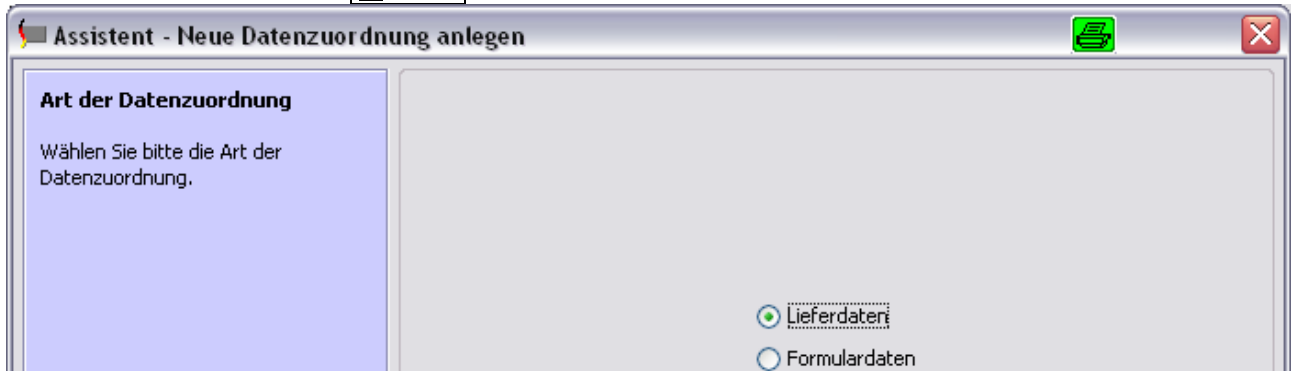 Assistent - Neue Datenzuordnung anlegen
Art der Datenzuordnung
Wählen Sie bitte die Art der
Datenzuordnung.
Lieferdaten
Formulardaten